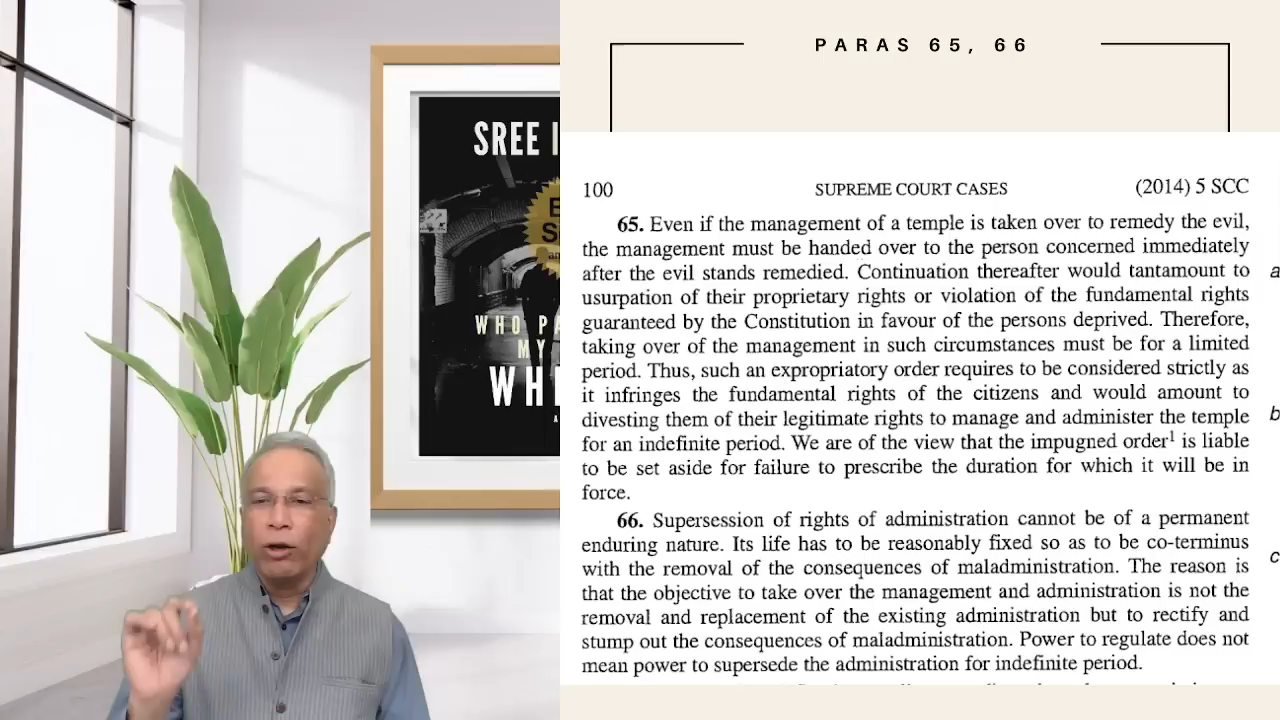 PARAS 65, 66
SREE
WHO
MY
100 SUPREME COURT CASES (2014) 5 SCC
65. Even if the management of a temple is taken over to remedy the evil,
the management must be handed over to the person concerned immediately
after the evil stands remedied. Continuation thereafter would tantamount to
usurpation of their proprietary rights or violation of the fundamental rights
guaranteed by the Constitution in favour of the persons deprived. Therefore,
taking over of the management in such circumstances must be for a limited
period. Thus, such an expropriatory order requires to be considered strictly as
it infringes the fundamental rights of the citizens and would amount to
divesting them of their legitimate rights to manage and administer the temple
for an indefinite period. We are of the view that the impugned order¹ is liable
to be set aside for failure to prescribe the duration for which it will be in
force.
66. Supersession of rights of administration cannot be of a permanent
enduring nature. Its life has to be reasonably fixed so as to be co-terminus
with the removal of the consequences of maladministration. The reason is
that the objective to take over the management and administration is not the
removal and replacement of the existing administration but to rectify and
stump out the consequences of maladministration. Power to regulate does not
mean power to supersede the administration for indefinite period.
a
b
c